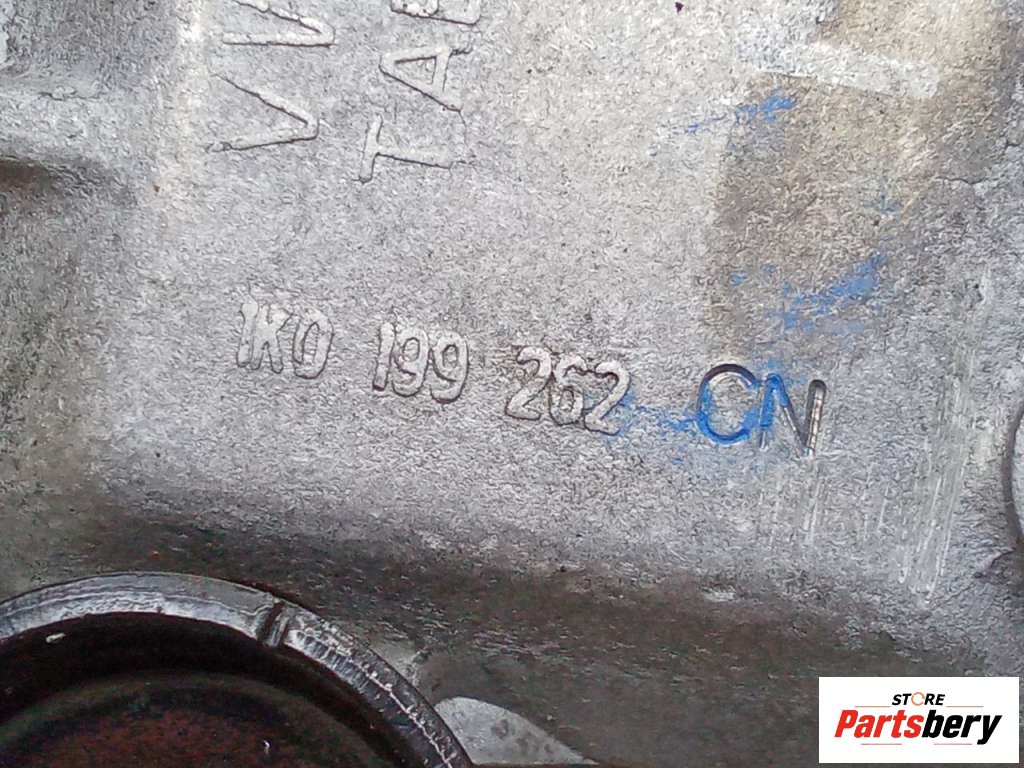 1K0 199 262 CN
STORE
Partsbery